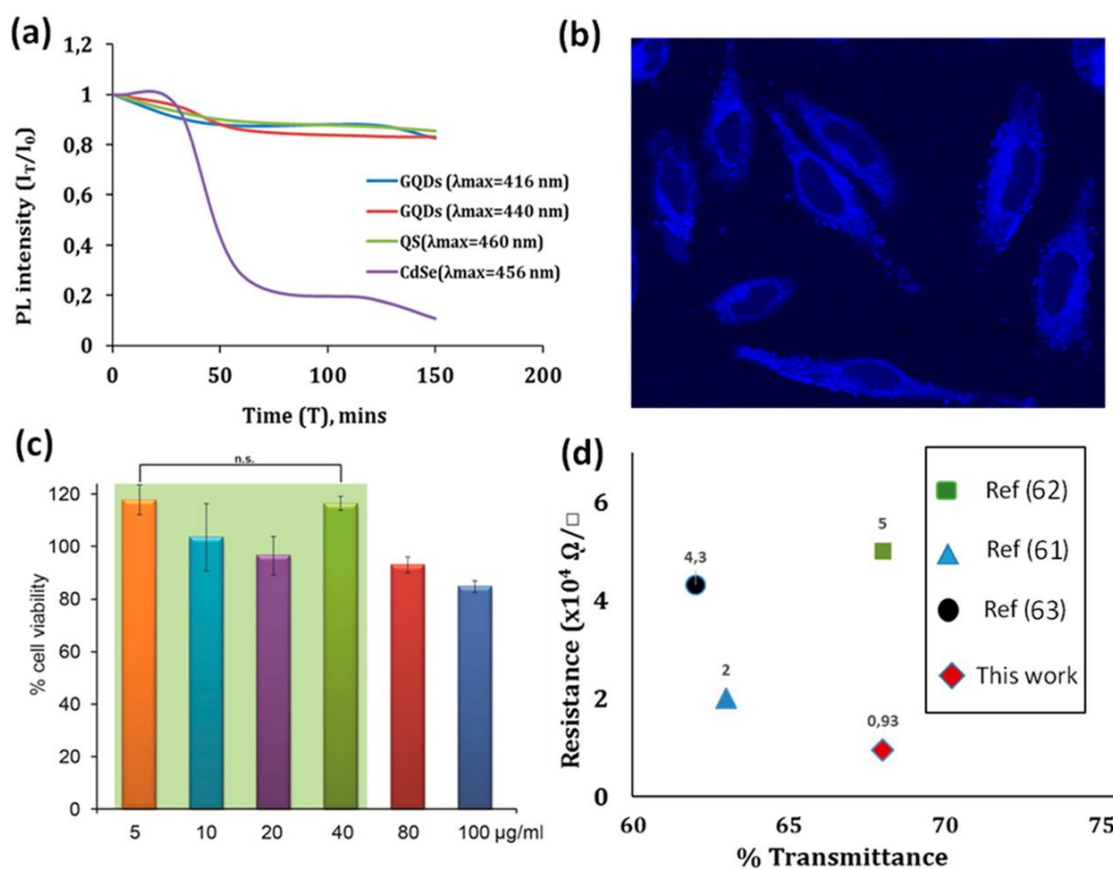 (a)
1,2
1
0,8
0,6
0,4
0,2
0
PL intensity (I_T/I_0)
GQDs (λmax=416 nm)
GQDs (λmax=440 nm)
QS(λmax=460 nm)
CdSe(λmax=456 nm)
0 50 100 150 200
Time (T), mins
(b)
(c)
n.s.
120
100
80
60
40
20
0
% cell viability
5 10 20 40 80 100 µg/ml
(d)
6
4
2
0
Resistance (x10⁴ Ω/□
4,3
5
2
0,93
Ref (62)
Ref (61)
Ref (63)
This work
60 65 70 75
% Transmittance